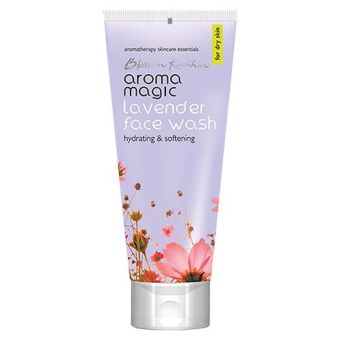 aromatherapy skincare essentials
for dry skin
Blossom Kochhar
aroma
magic
lavender
face wash
hydrating & softening